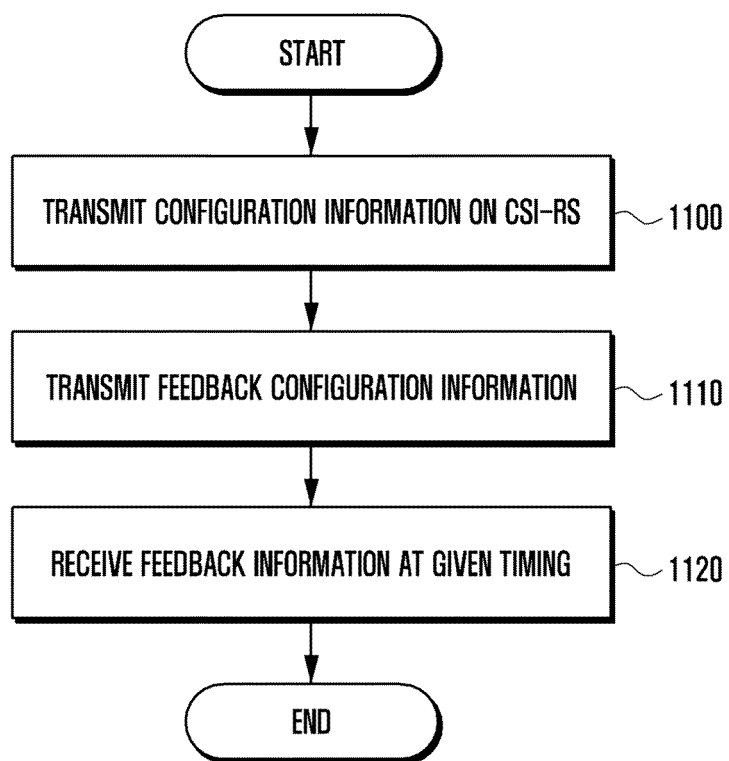 START
TRANSMIT CONFIGURATION INFORMATION ON CSI-RS
1100
TRANSMIT FEEDBACK CONFIGURATION INFORMATION
1110
RECEIVE FEEDBACK INFORMATION AT GIVEN TIMING
1120
END